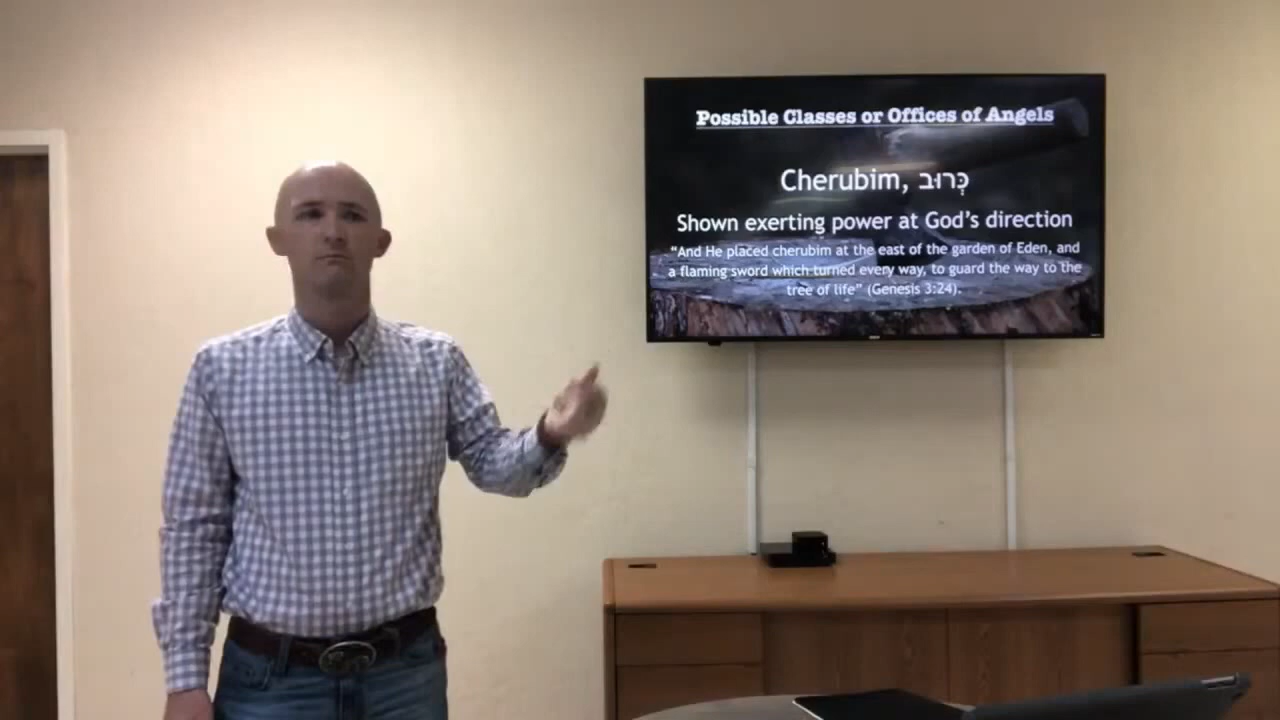 Possible Classes or Offices of Angels
Cherubim, כְּרוּב
Shown exerting power at God’s direction
“And He placed cherubim at the east of the garden of Eden, and
a flaming sword which turned every way, to guard the way to the
tree of life” (Genesis 3:24).